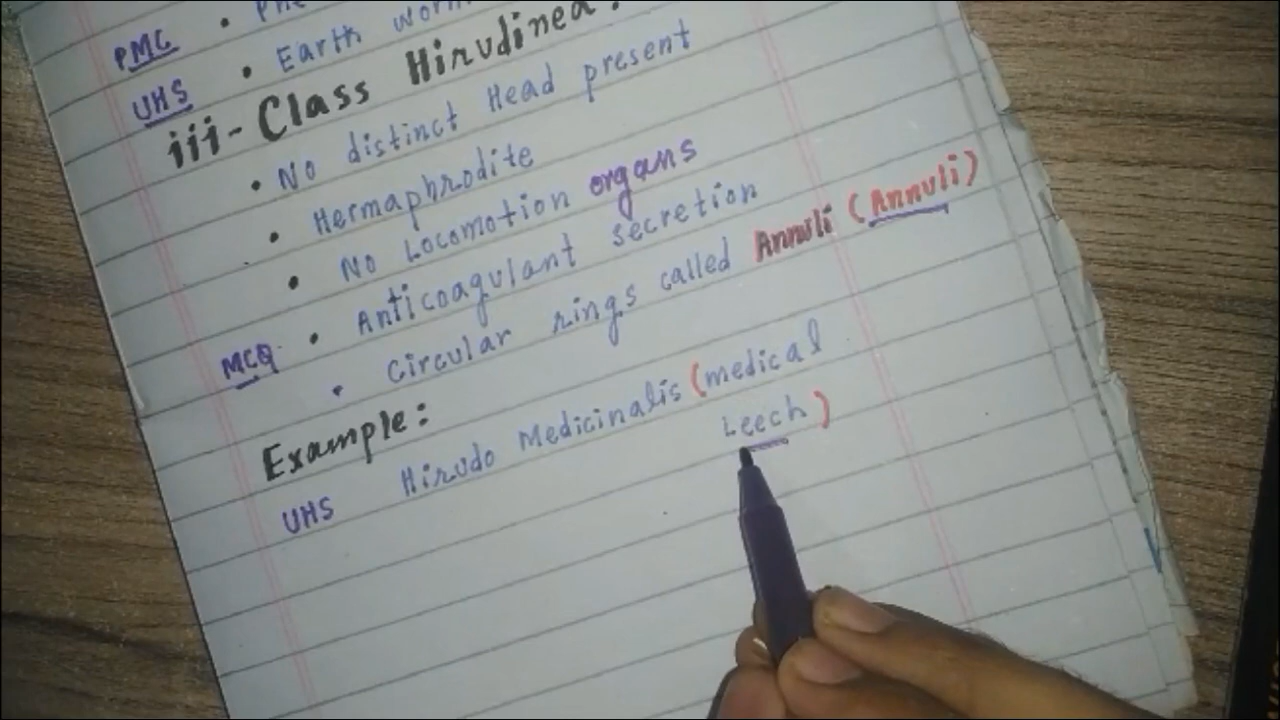 PMC
UHS • Earth worm
iii- Class Hirudinea:
• No distinct Head present
• Hermaphrodite
• No Locomotion organs
• Anticoagulant secretion
MCQ • Circular rings called Annuli (Annuli)
Example:
UHS Hirudo Medicinalis (medical
Leech)